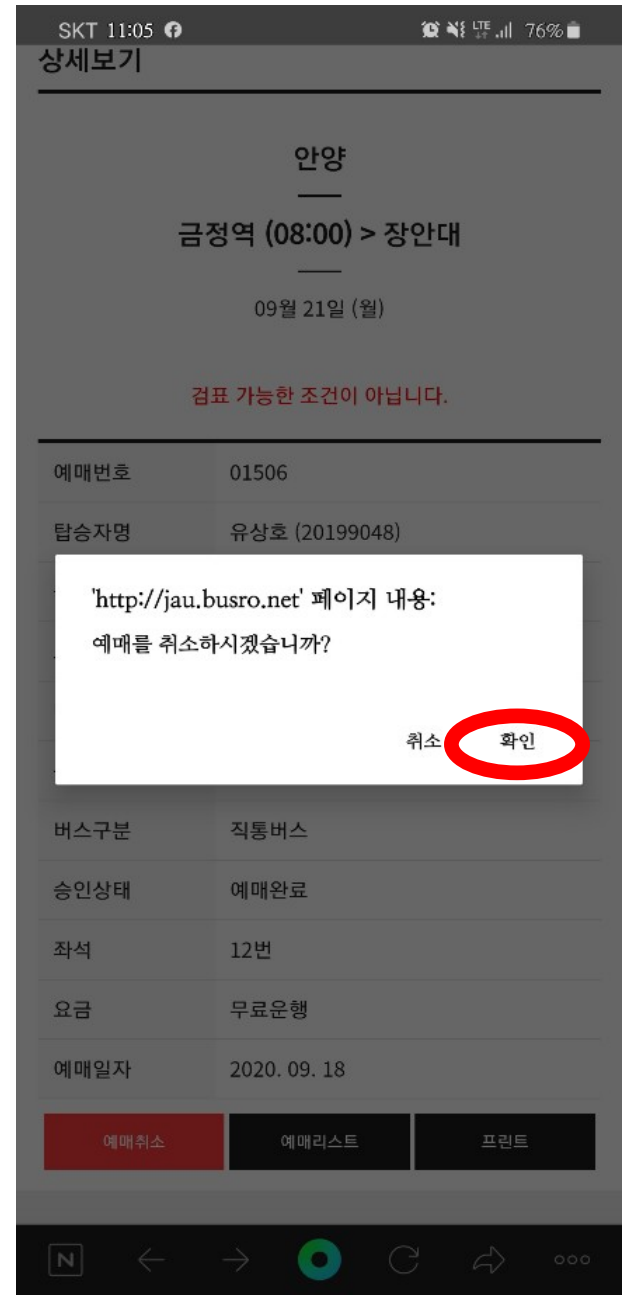 SKT 11:05
LTE 76%
상세보기
안양
금정역 (08:00) > 장안대
09월 21일 (월)
검표 가능한 조건이 아닙니다.
예매번호 01506
탑승자명 유상호 (20199048)
'http://jau.busro.net' 페이지 내용:
예매를 취소하시겠습니까?
취소 확인
버스구분 직통버스
승인상태 예매완료
좌석 12번
요금 무료운행
예매일자 2020. 09. 18
예매취소 예매리스트 프린트
N